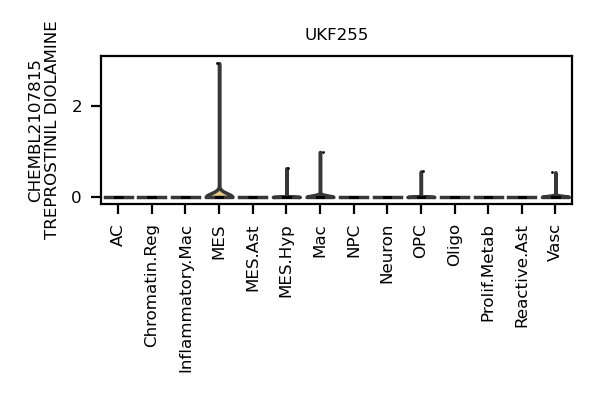 UKF255
CHEMBL2107815
TREPROSTINIL DIOLAMINE
2
0
AC
Chromatin.Reg
Inflammatory.Mac
MES
MES.Ast
MES.Hyp
Mac
NPC
Neuron
OPC
Oligo
Prolif.Metab
Reactive.Ast
Vasc